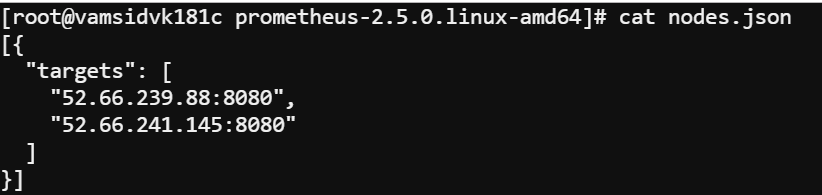 [root@vamsidvk181c prometheus-2.5.0.linux-amd64]# cat nodes.json
[{
  "targets": [
    "52.66.239.88:8080",
    "52.66.241.145:8080"
  ]
}]